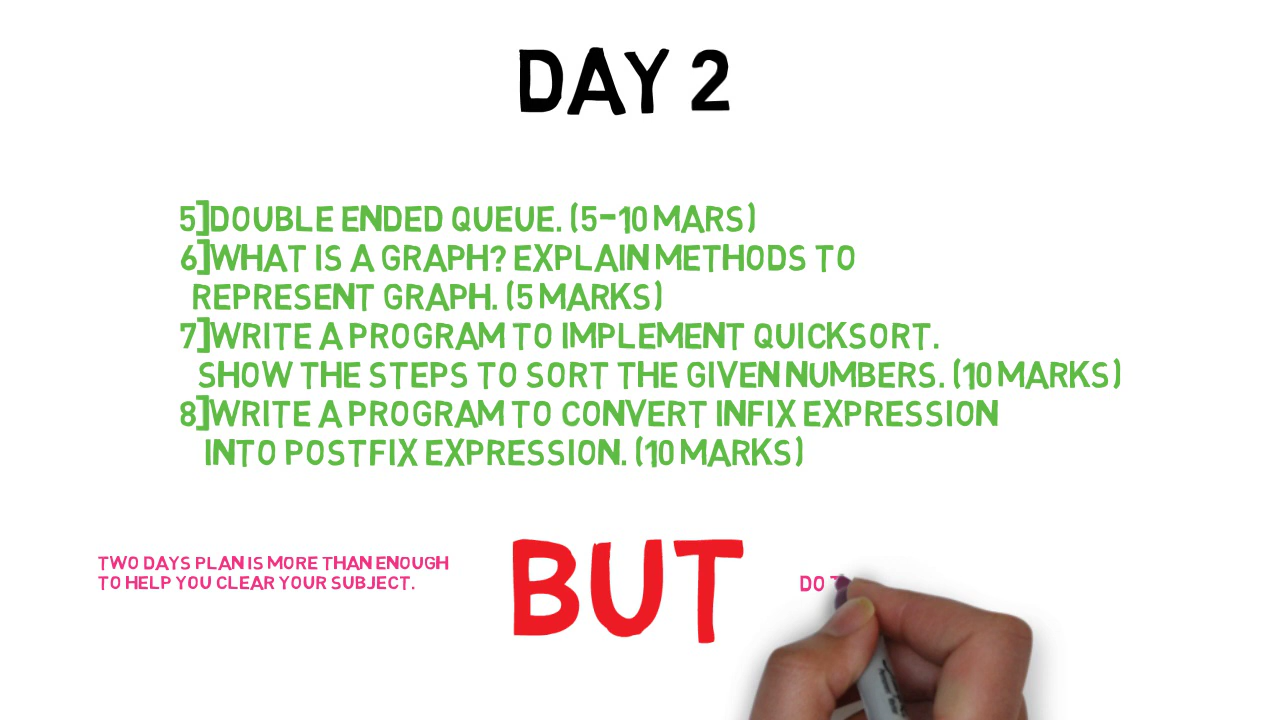 DAY 2
5]DOUBLE ENDED QUEUE. (5-10 MARS)
6]WHAT IS A GRAPH? EXPLAIN METHODS TO
REPRESENT GRAPH. (5 MARKS)
7]WRITE A PROGRAM TO IMPLEMENT QUICKSORT.
SHOW THE STEPS TO SORT THE GIVEN NUMBERS. (10 MARKS)
8]WRITE A PROGRAM TO CONVERT INFIX EXPRESSION
INTO POSTFIX EXPRESSION. (10 MARKS)
TWO DAYS PLAN IS MORE THAN ENOUGH
TO HELP YOU CLEAR YOUR SUBJECT.
BUT
DO